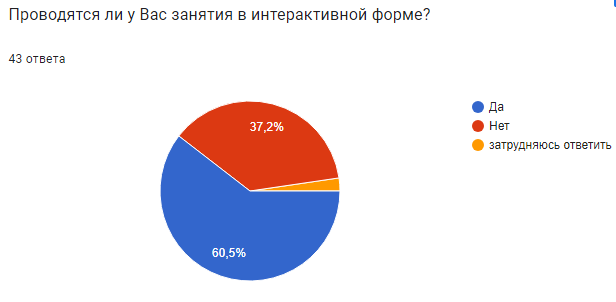 Проводятся ли у Вас занятия в интерактивной форме?
43 ответа
37,2%
60,5%
Да
Нет
затрудняюсь ответить